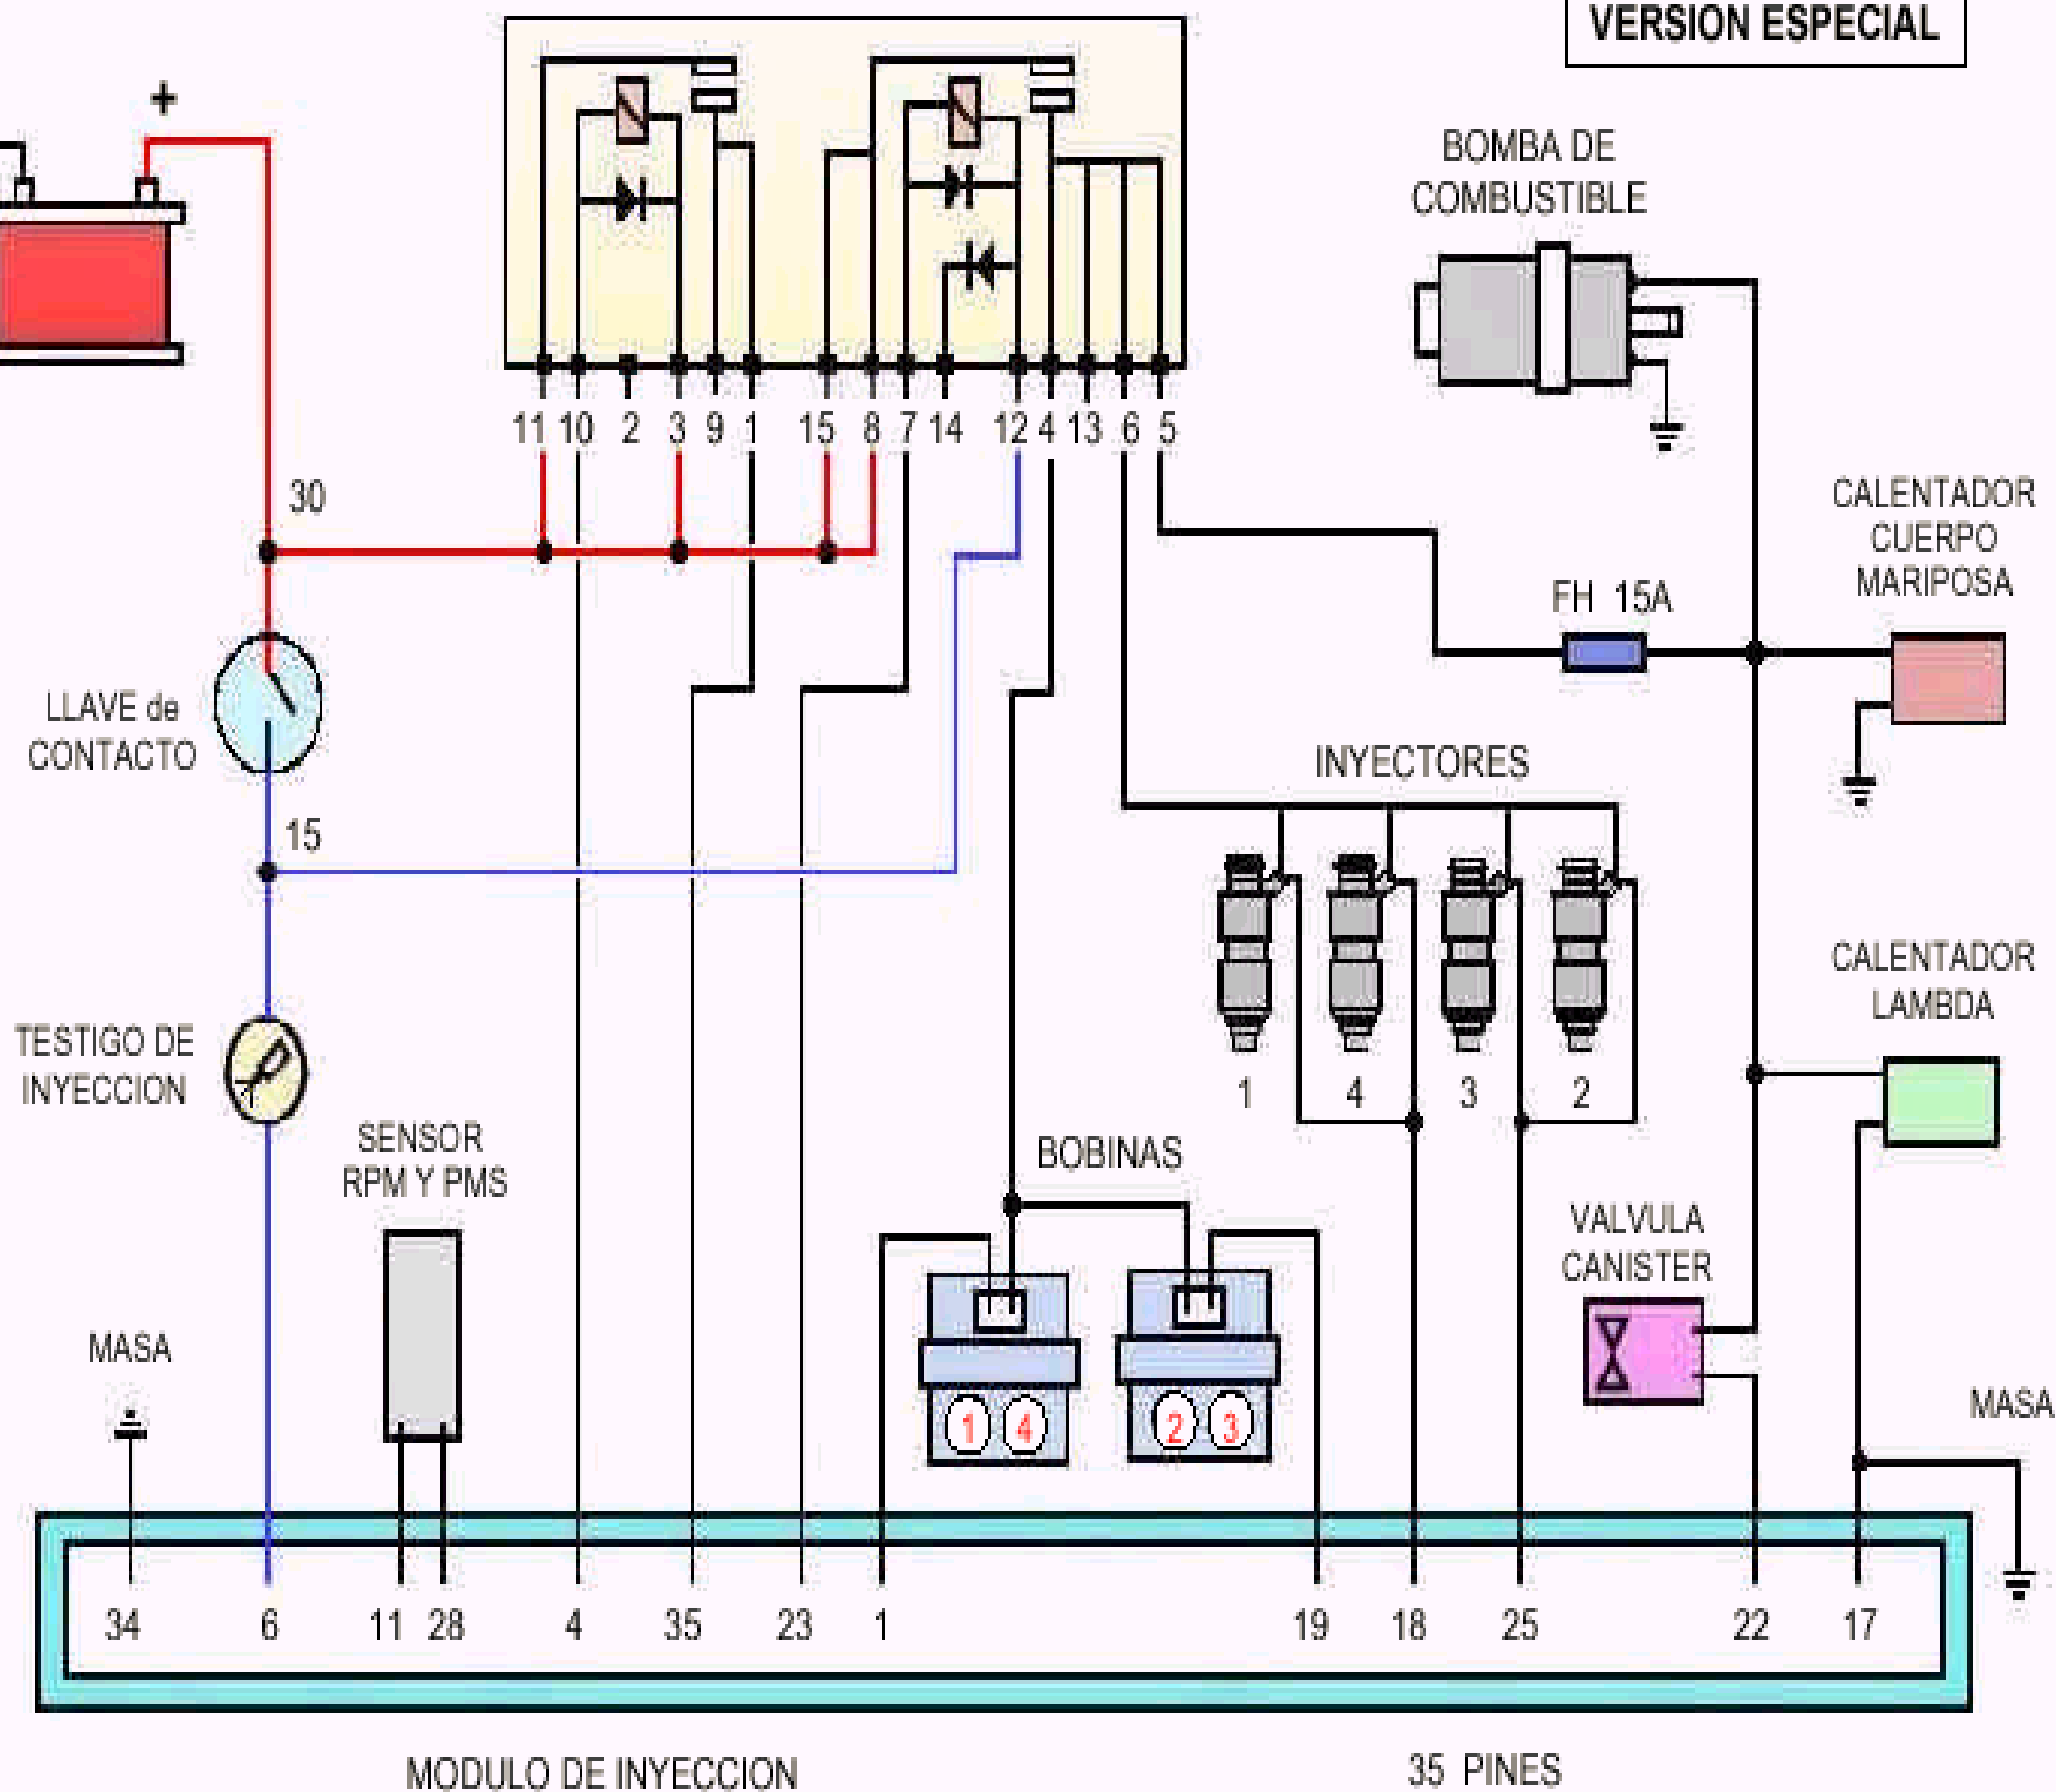 VERSION ESPECIAL
+
BOMBA DE
COMBUSTIBLE
11 10 2 3 9 1 15 8 7 14 12 4 13 6 5
30
CALENTADOR
CUERPO
MARIPOSA
FH 15A
LLAVE de
CONTACTO
INYECTORES
15
CALENTADOR
LAMBDA
TESTIGO DE
INYECCION
1 4 3 2
SENSOR
RPM Y PMS
BOBINAS
VALVULA
CANISTER
MASA
1 4 2 3
MASA
34 6 11 28 4 35 23 1 19 18 25 22 17
MODULO DE INYECCION 35 PINES